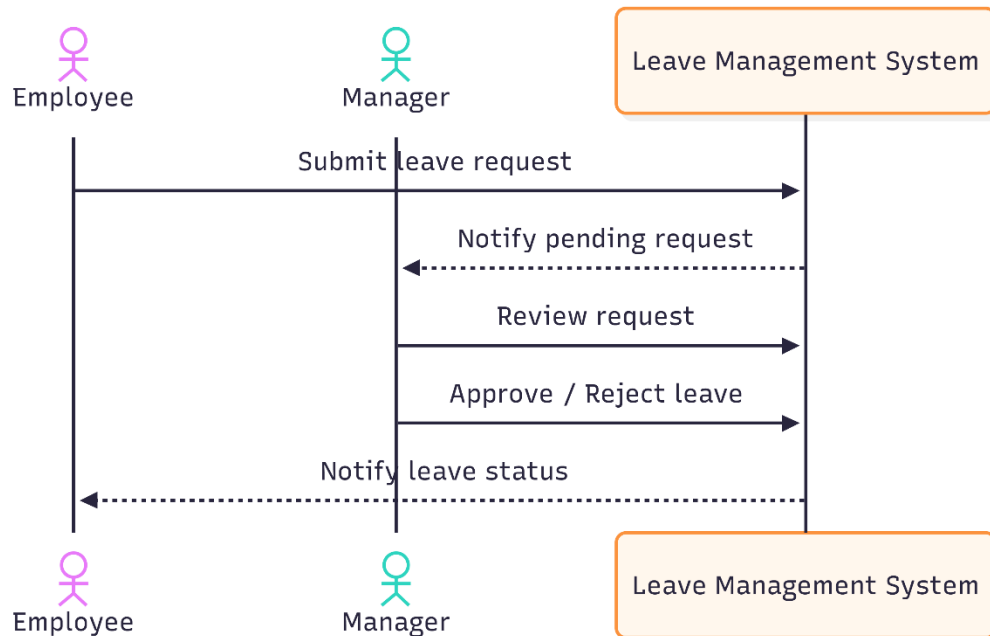 Leave Management System
Employee
Manager
Submit leave request
Notify pending request
Review request
Approve / Reject leave
Notify leave status
Employee
Manager
Leave Management System